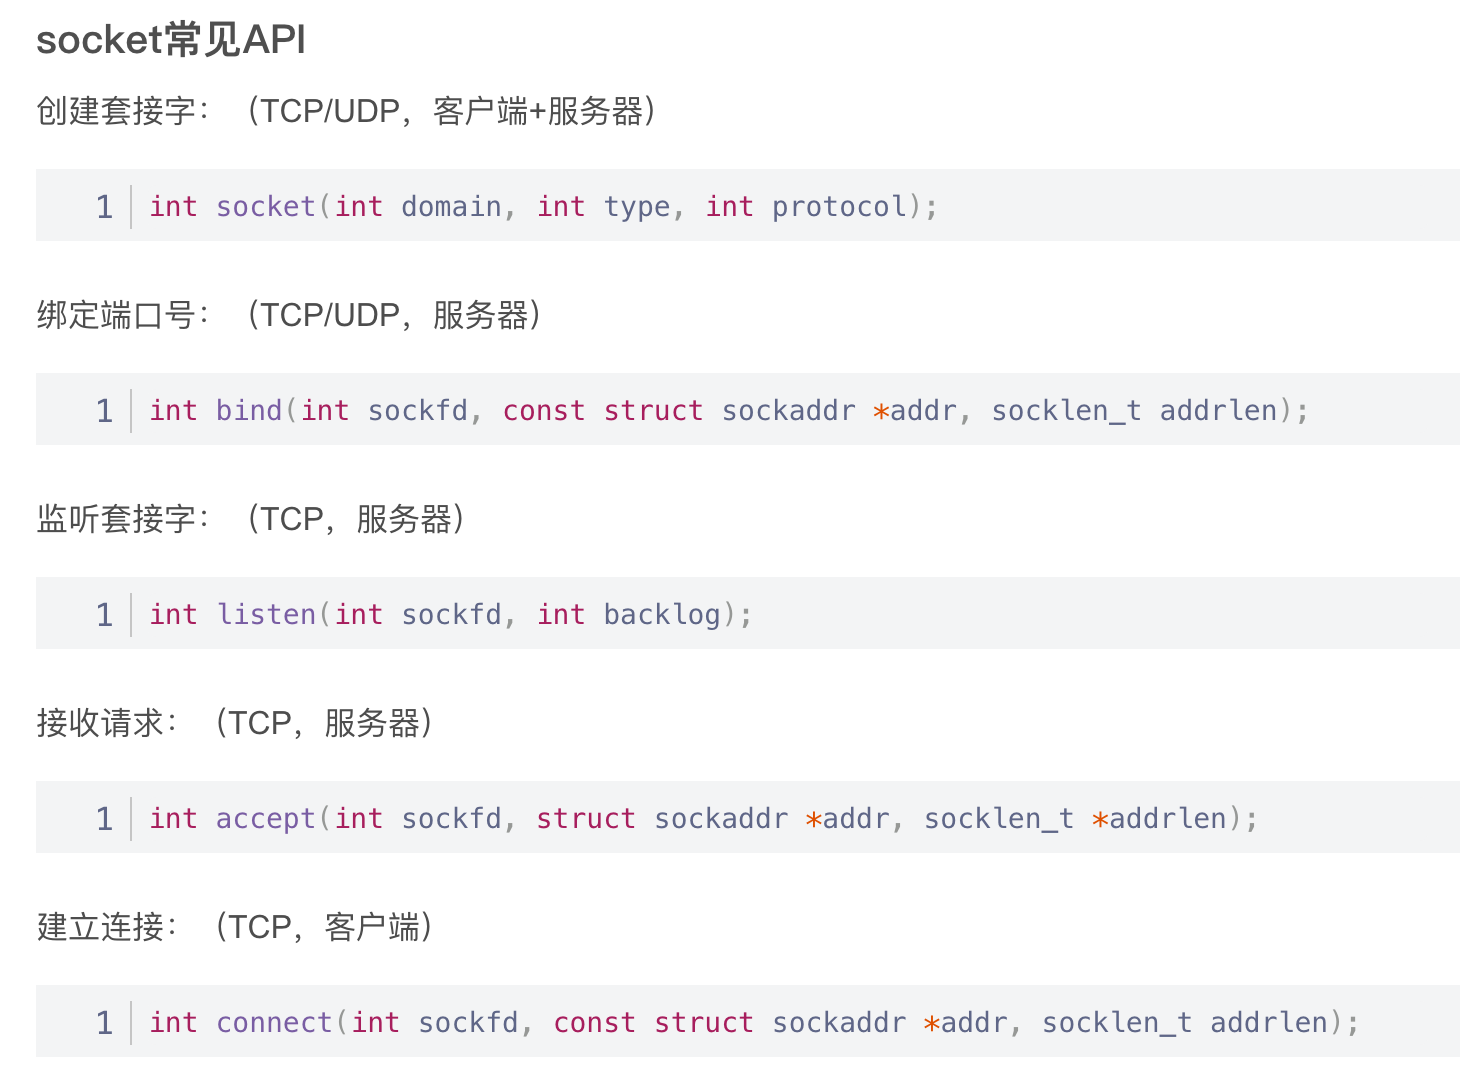 socket常见API
创建套接字：（TCP/UDP，客户端+服务器）
1 int socket(int domain, int type, int protocol);
绑定端口号：（TCP/UDP，服务器）
1 int bind(int sockfd, const struct sockaddr *addr, socklen_t addrlen);
监听套接字：（TCP，服务器）
1 int listen(int sockfd, int backlog);
接收请求：（TCP，服务器）
1 int accept(int sockfd, struct sockaddr *addr, socklen_t *addrlen);
建立连接：（TCP，客户端）
1 int connect(int sockfd, const struct sockaddr *addr, socklen_t addrlen);